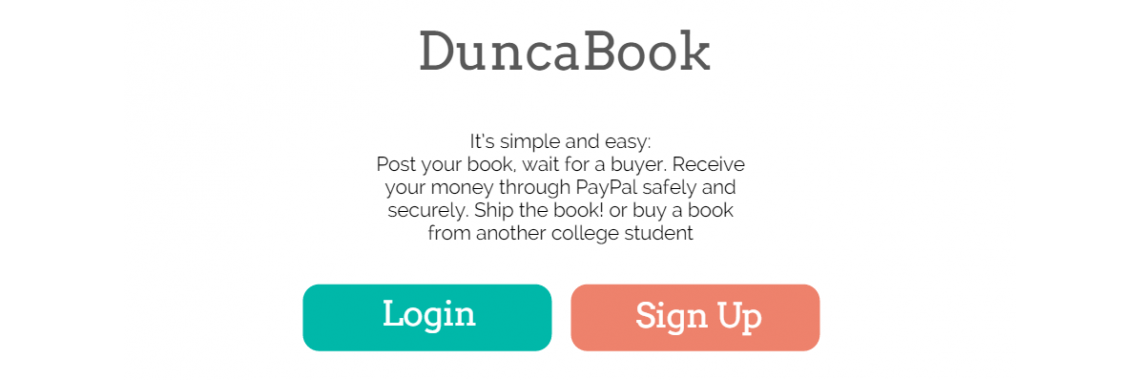 DuncaBook
It's simple and easy:
Post your book, wait for a buyer. Receive
your money through PayPal safely and
securely. Ship the book! or buy a book
from another college student
Login
Sign Up